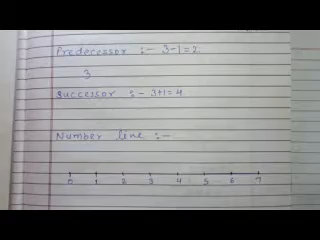 Predecessor :- 3-1=2.
3
Successor :- 3+1=4.
Number line :-
0 1 2 3 4 5 6 7